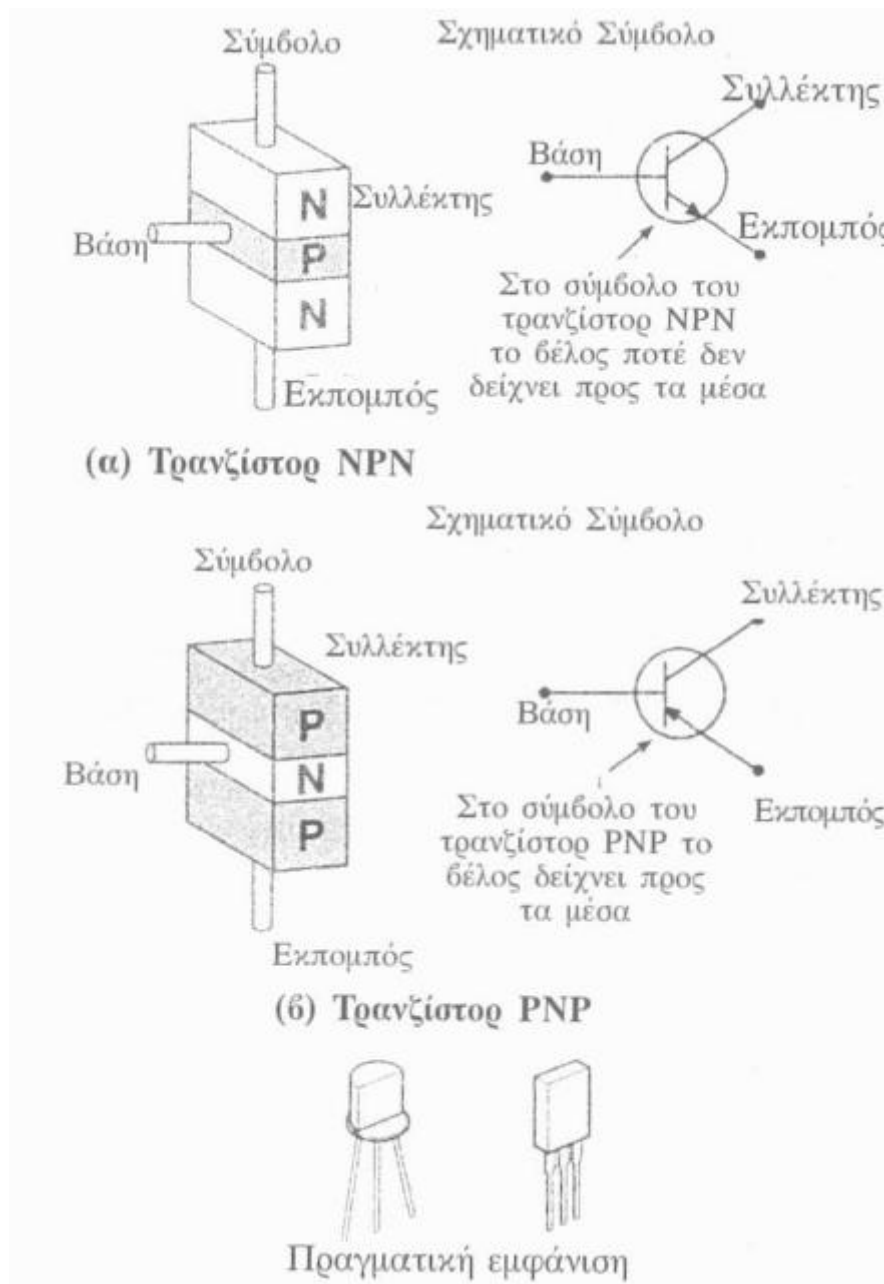 Σύμβολο
Σχηματικό Σύμβολο
Συλλέκτης
Βάση
N
Συλλέκτης
Βάση
P
Εκπομπός
N
Στο σύμβολο του
τρανζίστορ NPN
το βέλος ποτέ δεν
δείχνει προς τα μέσα
Εκπομπός
(α) Τρανζίστορ NPN
Σχηματικό Σύμβολο
Σύμβολο
Συλλέκτης
Συλλέκτης
P
Βάση
Βάση
N
P
Στο σύμβολο του
τρανζίστορ PNP το
βέλος δείχνει προς
τα μέσα
Εκπομπός
Εκπομπός
(β) Τρανζίστορ PNP
Πραγματική εμφάνιση